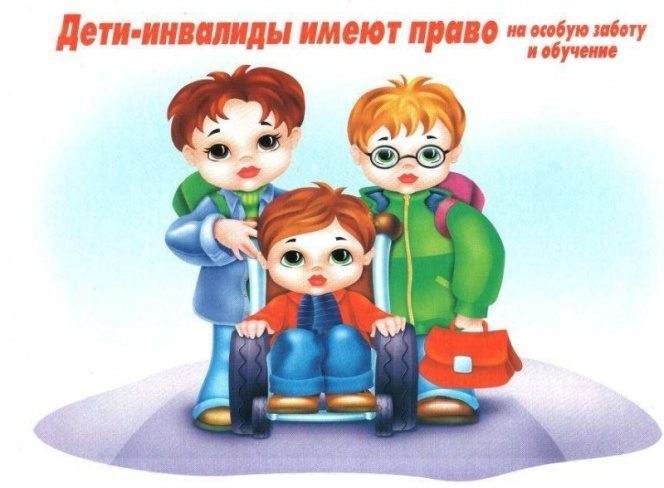 Дети-инвалиды имеют право на особую заботу
и обучение